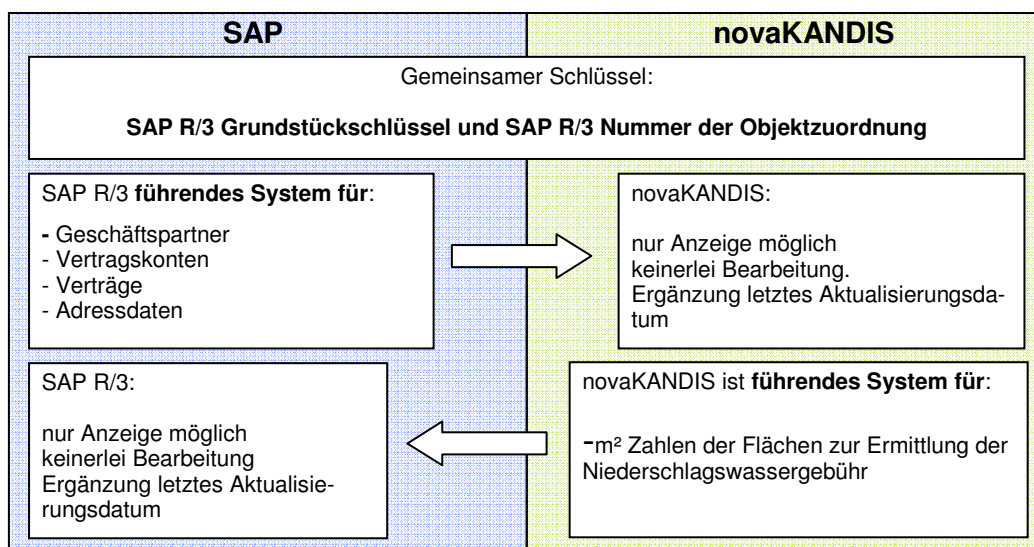 SAP
novaKANDIS
Gemeinsamer Schlüssel:
SAP R/3 Grundstückschlüssel und SAP R/3 Nummer der Objektzuordnung
SAP R/3 führendes System für:
- Geschäftspartner
- Vertragskonten
- Verträge
- Adressdaten
novaKANDIS:
nur Anzeige möglich
keinerlei Bearbeitung.
Ergänzung letztes Aktualisierungsda-
tum
SAP R/3:
nur Anzeige möglich
keinerlei Bearbeitung
Ergänzung letztes Aktualisie-
rungsdatum
novaKANDIS ist führendes System für:
-m² Zahlen der Flächen zur Ermittlung der
Niederschlagswassergebühr